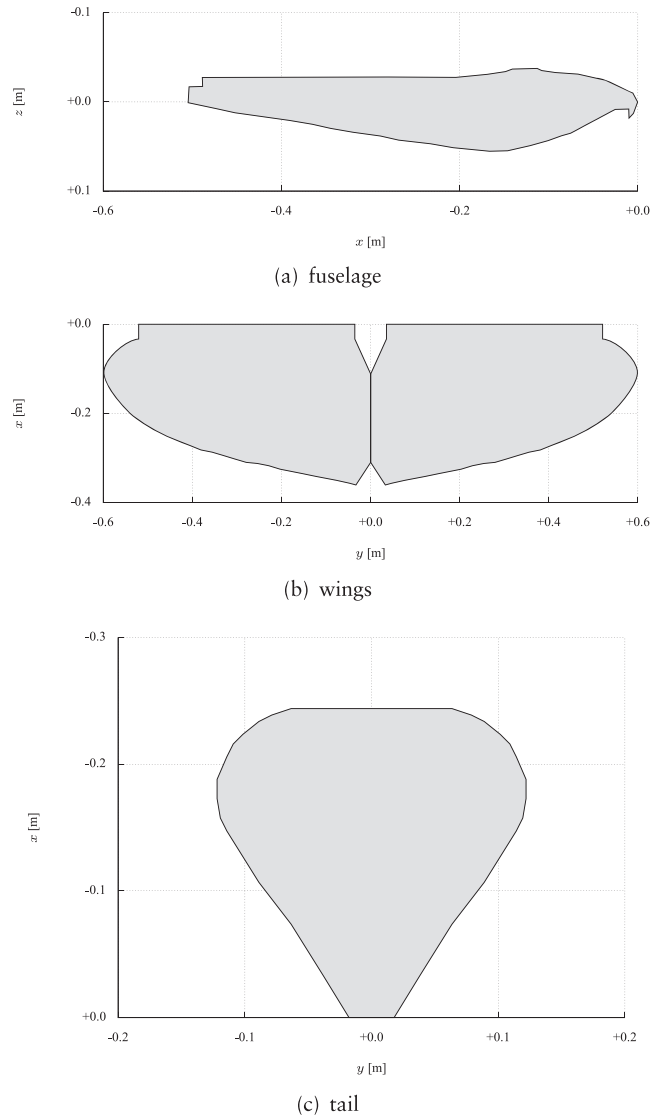 -0.1
z [m]
+0.0
+0.1
-0.6 -0.4 -0.2 +0.0
x [m]
(a) fuselage
+0.0
x [m]
-0.2
-0.4
-0.6 -0.4 -0.2 +0.0 +0.2 +0.4 +0.6
y [m]
(b) wings
-0.3
-0.2
x [m]
-0.1
+0.0
-0.2 -0.1 +0.0 +0.1 +0.2
y [m]
(c) tail